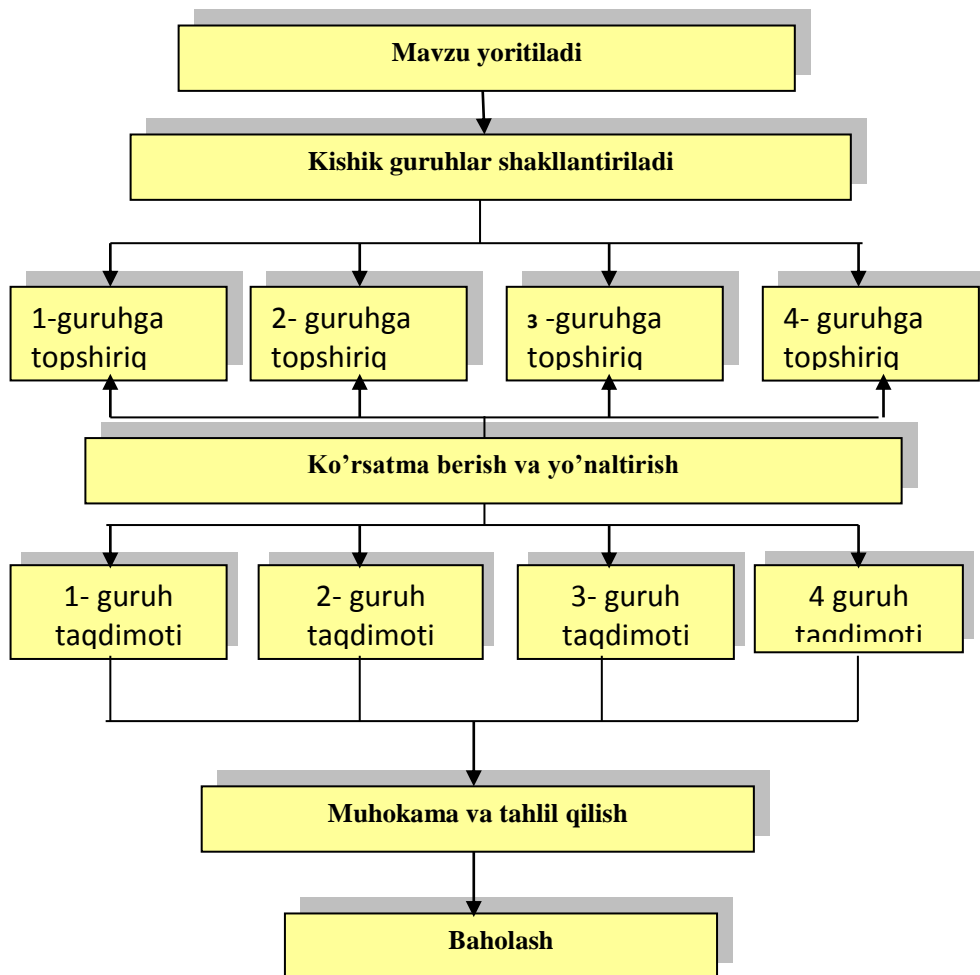 Mavzu yoritiladi
Kishik guruhlar shakllantiriladi
1-guruhga
topshiriq
2- guruhga
topshiriq
3 -guruhga
topshiriq
4- guruhga
topshiriq
Ko’rsatma berish va yo’naltirish
1- guruh
taqdimoti
2- guruh
taqdimoti
3- guruh
taqdimoti
4 guruh
taqdimoti
Muhokama va tahlil qilish
Baholash